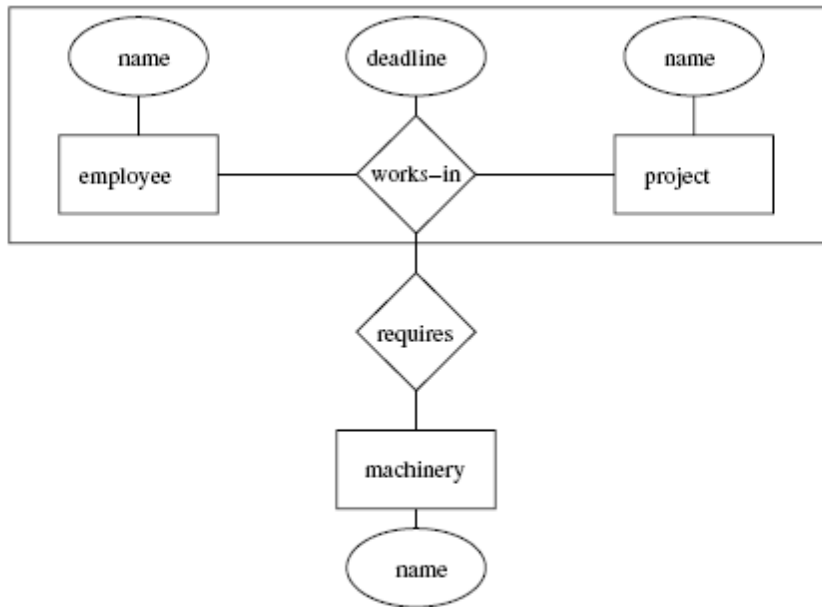 name
deadline
name
employee
works-in
project
requires
machinery
name